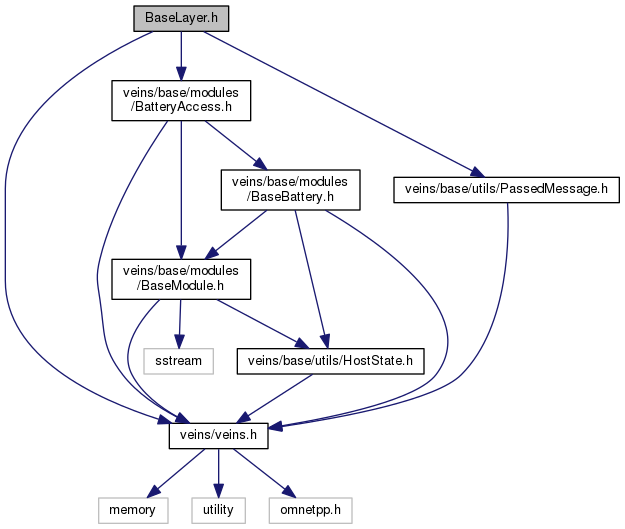 BaseLayer.h
veins/base/modules
/BatteryAccess.h
veins/base/modules
/BaseBattery.h
veins/base/utils/PassedMessage.h
veins/base/modules
/BaseModule.h
sstream
veins/base/utils/HostState.h
veins/veins.h
memory
utility
omnetpp.h